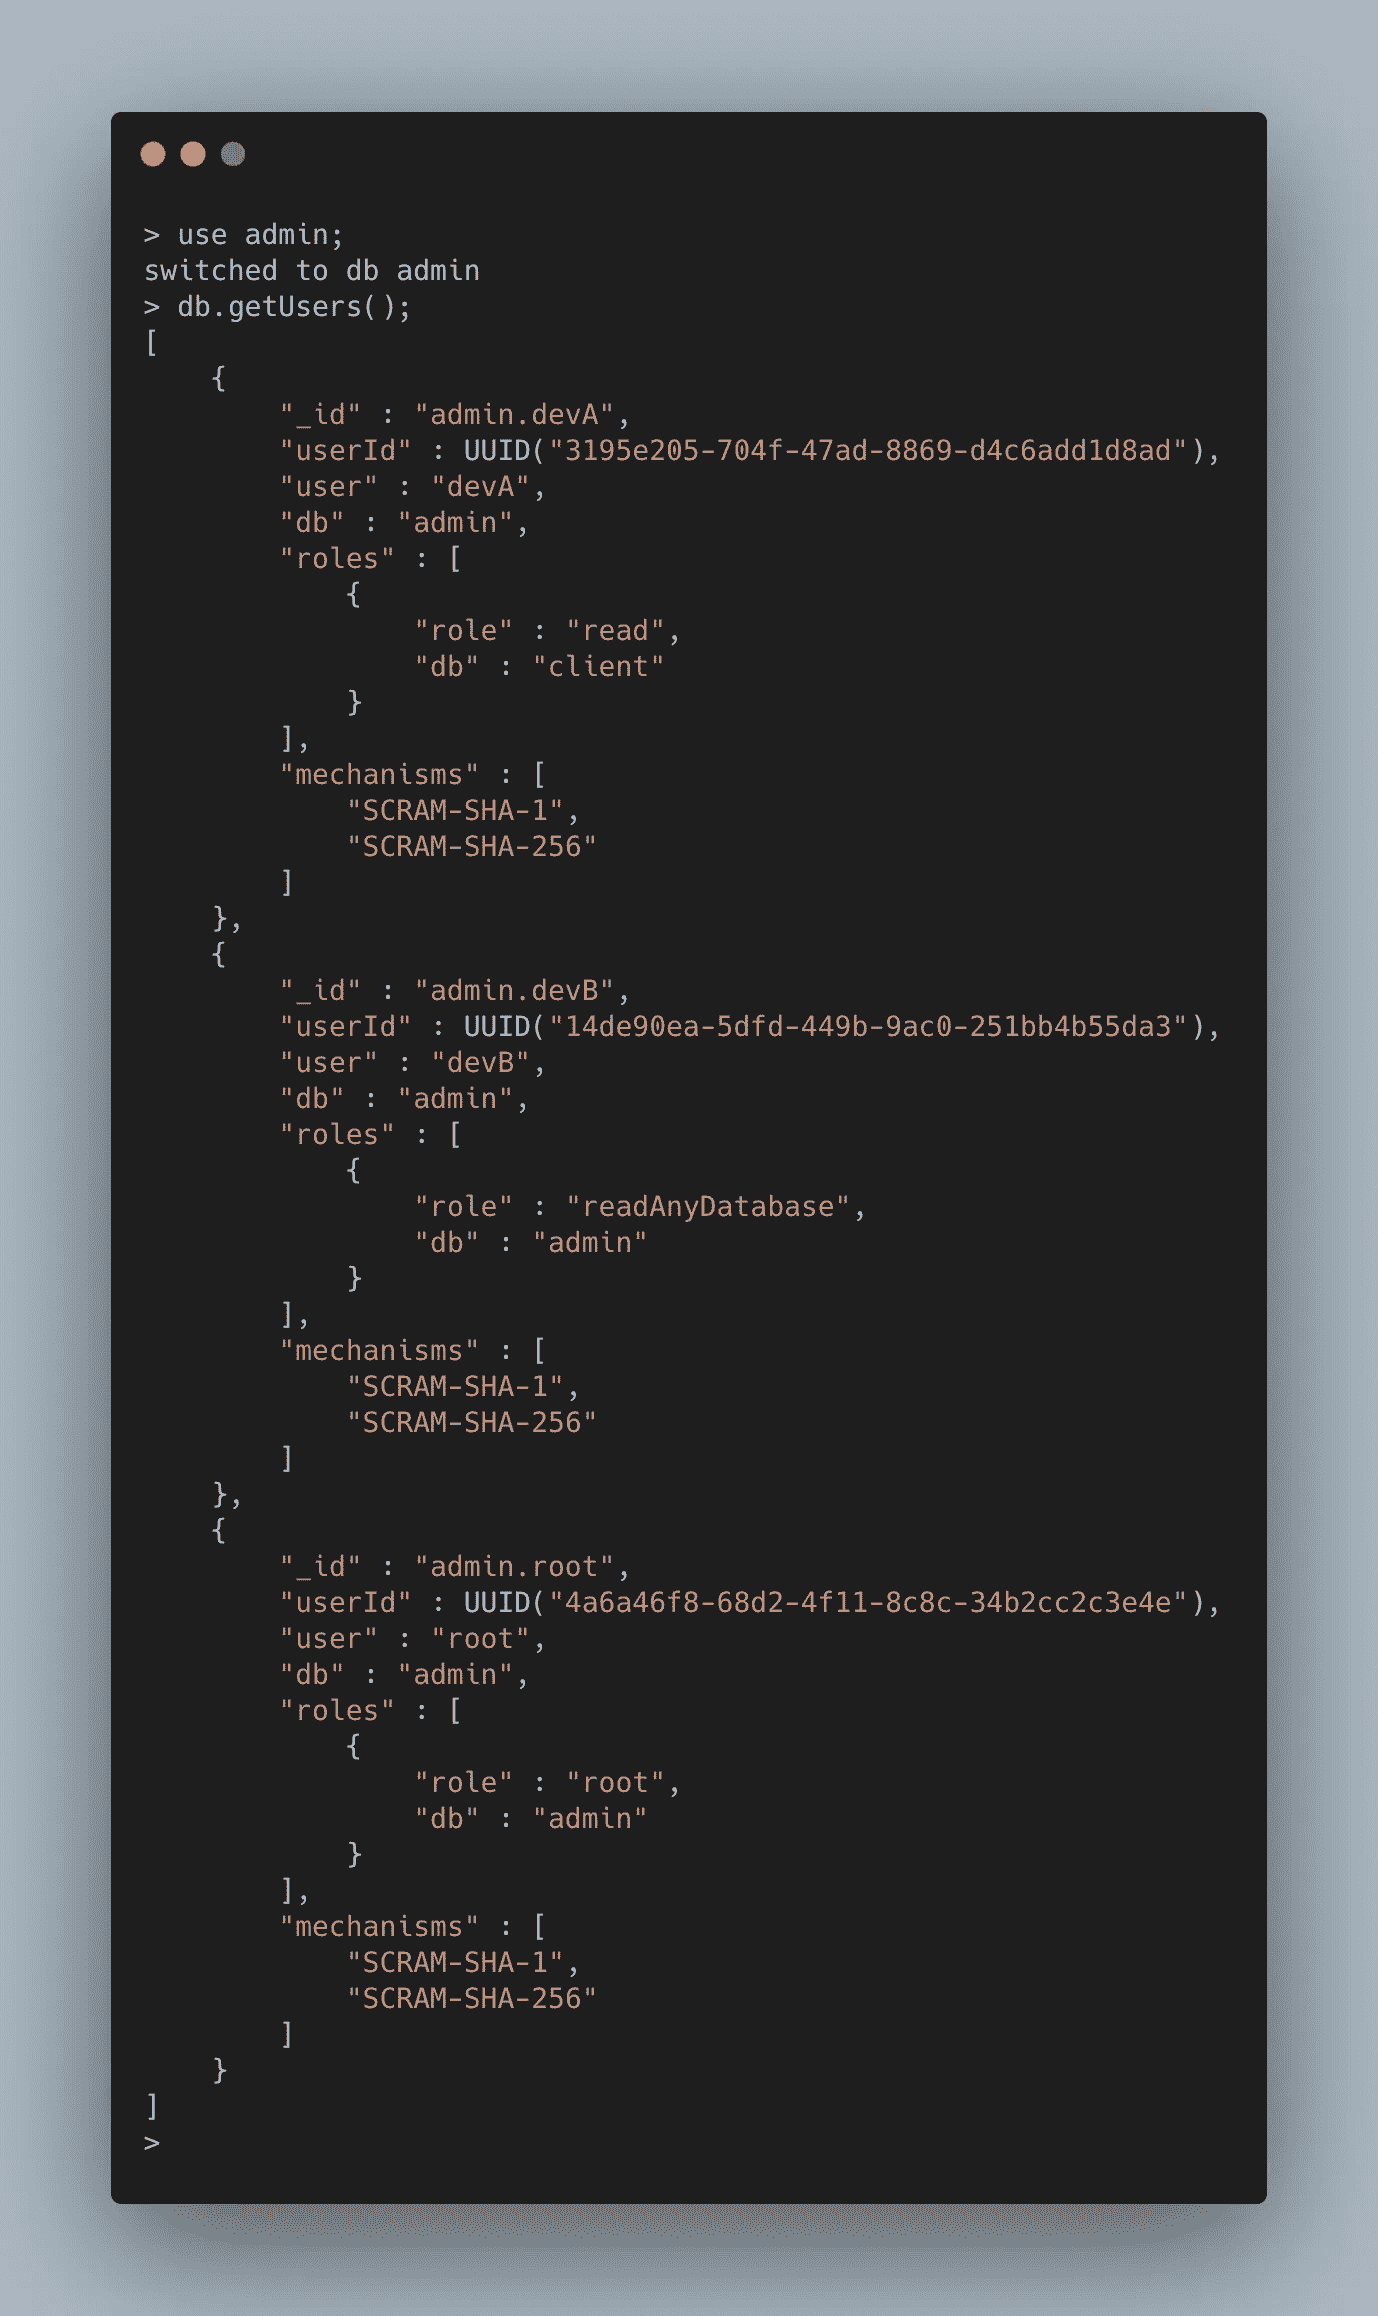 > use admin;
switched to db admin
> db.getUsers();
[
    {
        "_id" : "admin.devA",
        "userId" : UUID("3195e205-704f-47ad-8869-d4c6add1d8ad"),
        "user" : "devA",
        "db" : "admin",
        "roles" : [
            {
                "role" : "read",
                "db" : "client"
            }
        ],
        "mechanisms" : [
            "SCRAM-SHA-1",
            "SCRAM-SHA-256"
        ]
    },
    {
        "_id" : "admin.devB",
        "userId" : UUID("14de90ea-5dfd-449b-9ac0-251bb4b55da3"),
        "user" : "devB",
        "db" : "admin",
        "roles" : [
            {
                "role" : "readAnyDatabase",
                "db" : "admin"
            }
        ],
        "mechanisms" : [
            "SCRAM-SHA-1",
            "SCRAM-SHA-256"
        ]
    },
    {
        "_id" : "admin.root",
        "userId" : UUID("4a6a46f8-68d2-4f11-8c8c-34b2cc2c3e4e"),
        "user" : "root",
        "db" : "admin",
        "roles" : [
            {
                "role" : "root",
                "db" : "admin"
            }
        ],
        "mechanisms" : [
            "SCRAM-SHA-1",
            "SCRAM-SHA-256"
        ]
    }
]
>